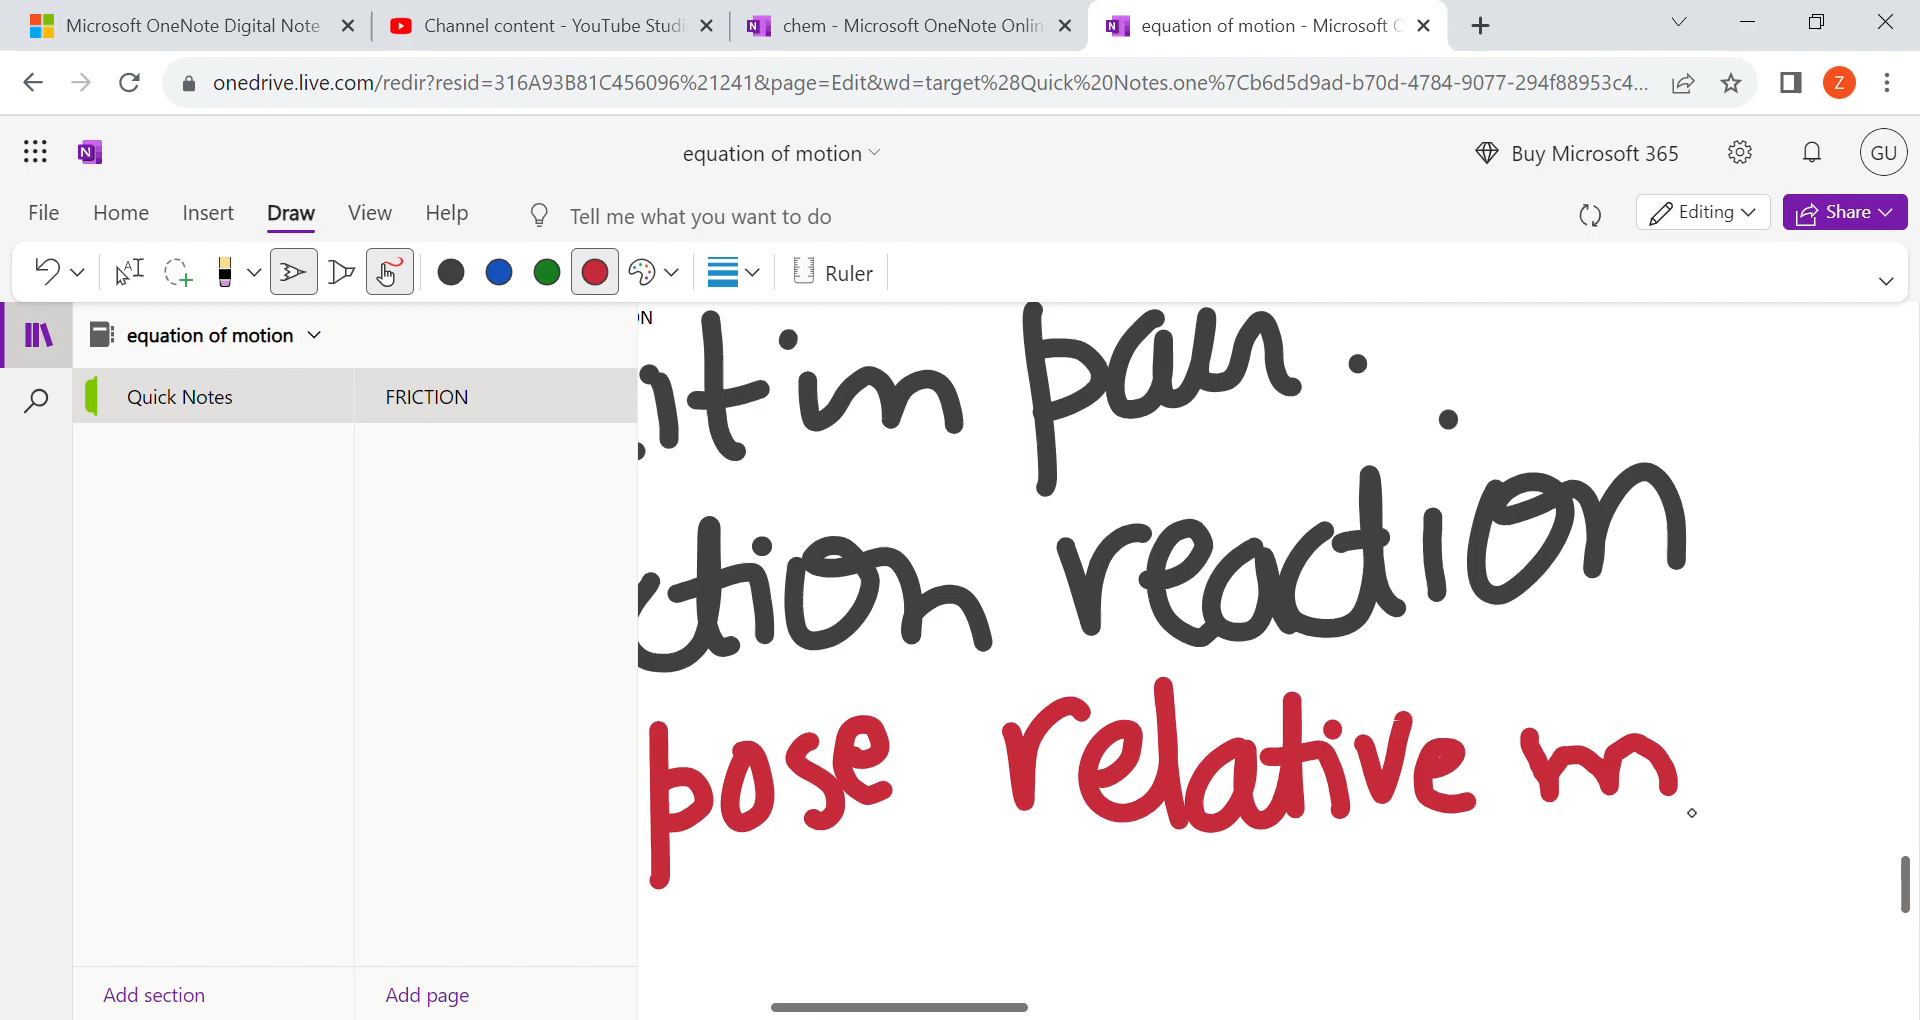 Microsoft OneNote Digital Note T
Channel content - YouTube Studi
chem - Microsoft OneNote Onlin
equation of motion - Microsoft O
onedrive.live.com/redir?resid=316A93B81C456096%21241&page=Edit&wd=target%28Quick%20Notes.one%7Cb6d5d9ad-b70d-4784-9077-294f88953c4...
Z
N
equation of motion
Buy Microsoft 365
GU
File Home Insert Draw View Help Tell me what you want to do
Editing
Share
Ruler
equation of motion
Quick Notes
FRICTION
Add section
Add page
ON
it in pair.
ction reaction
pose relative m